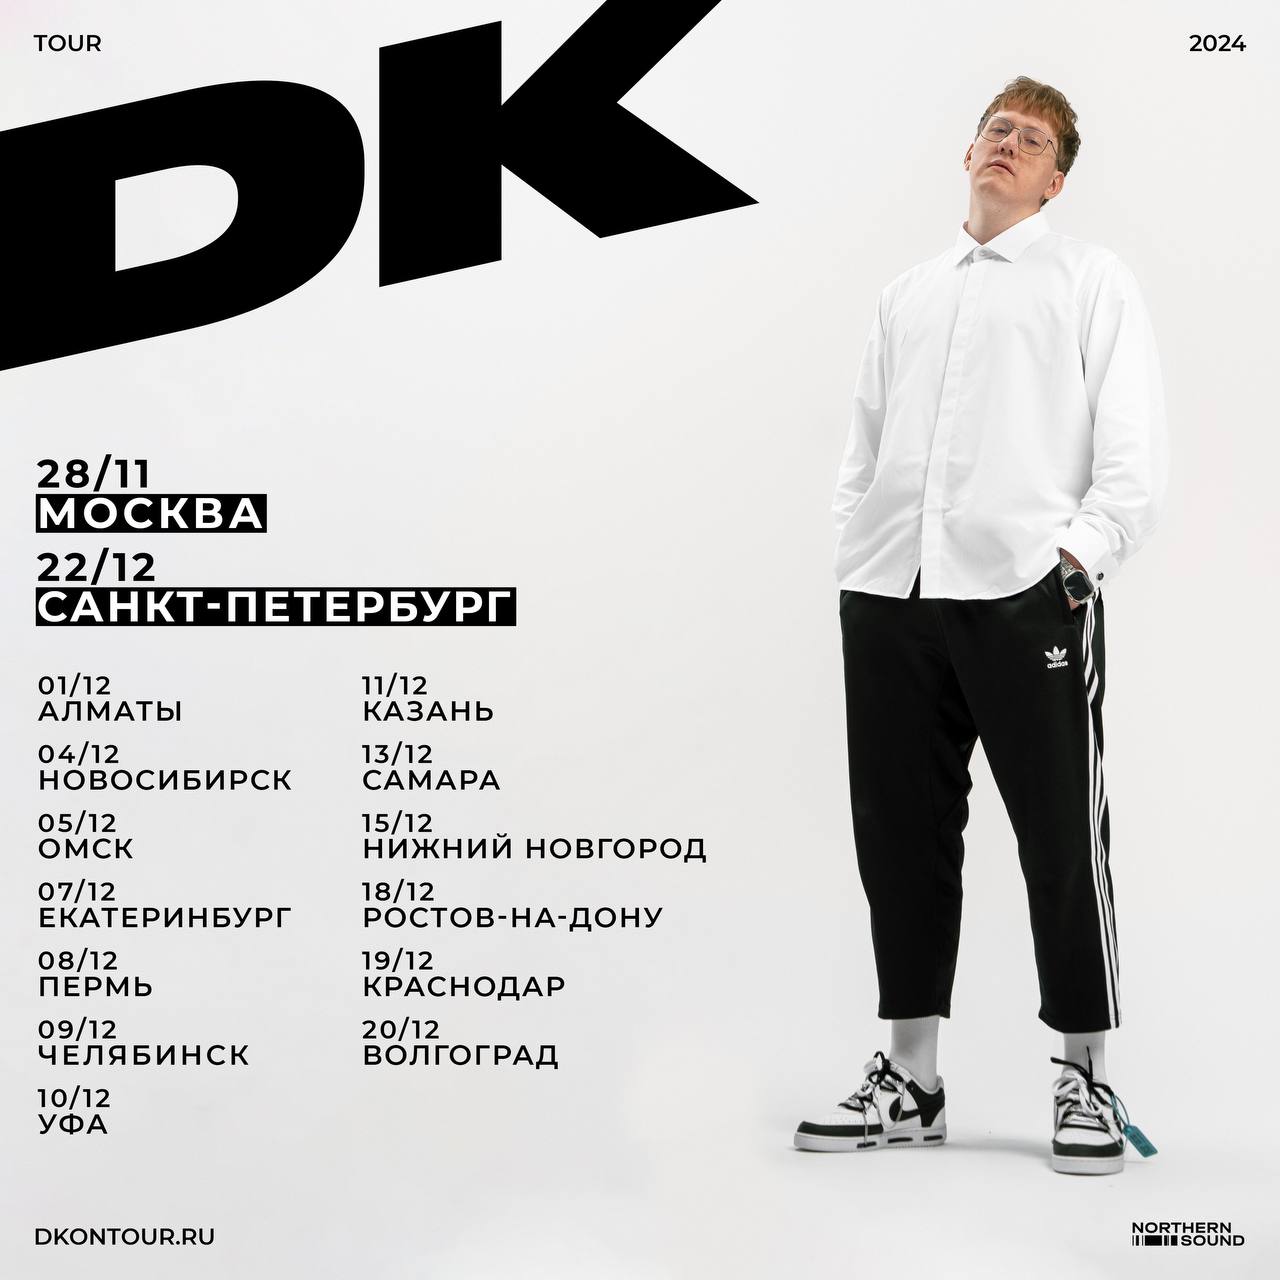 TOUR
2024
DK
28/11
МОСКВА
22/12
САНКТ-ПЕТЕРБУРГ
01/12
АЛМАТЫ
04/12
НОВОСИБИРСК
05/12
ОМСК
07/12
ЕКАТЕРИНБУРГ
08/12
ПЕРМЬ
09/12
ЧЕЛЯБИНСК
10/12
УФА
11/12
КАЗАНЬ
13/12
САМАРА
15/12
НИЖНИЙ НОВГОРОД
18/12
РОСТОВ-НА-ДОНУ
19/12
КРАСНОДАР
20/12
ВОЛГОГРАД
adidas
DKONTOUR.RU
NORTHERN
SOUND